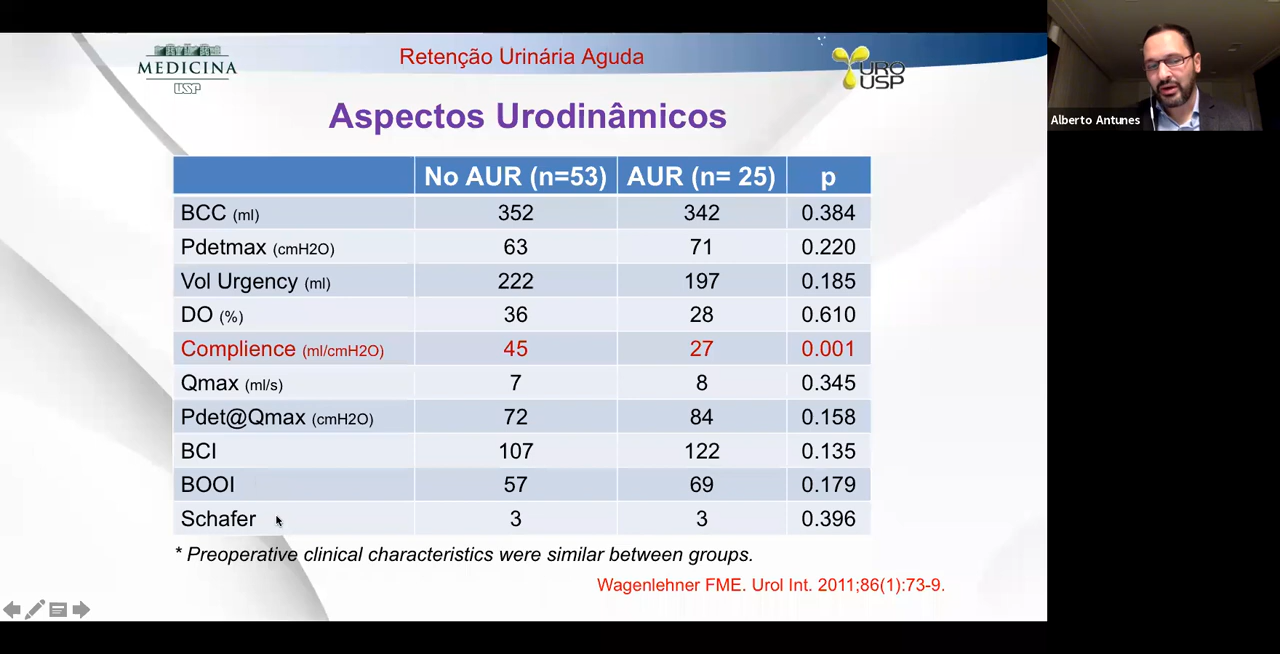 MEDICINA
USP
Retenção Urinária Aguda
URO
USP
Alberto Antunes
Aspectos Urodinâmicos
No AUR (n=53) AUR (n= 25) p
BCC (ml) 352 342 0.384
Pdetmax (cmH2O) 63 71 0.220
Vol Urgency (ml) 222 197 0.185
DO (%) 36 28 0.610
Complience (ml/cmH2O) 45 27 0.001
Qmax (ml/s) 7 8 0.345
Pdet@Qmax (cmH2O) 72 84 0.158
BCI 107 122 0.135
BOOI 57 69 0.179
Schafer 3 3 0.396
* Preoperative clinical characteristics were similar between groups.
Wagenlehner FME. Urol Int. 2011;86(1):73-9.